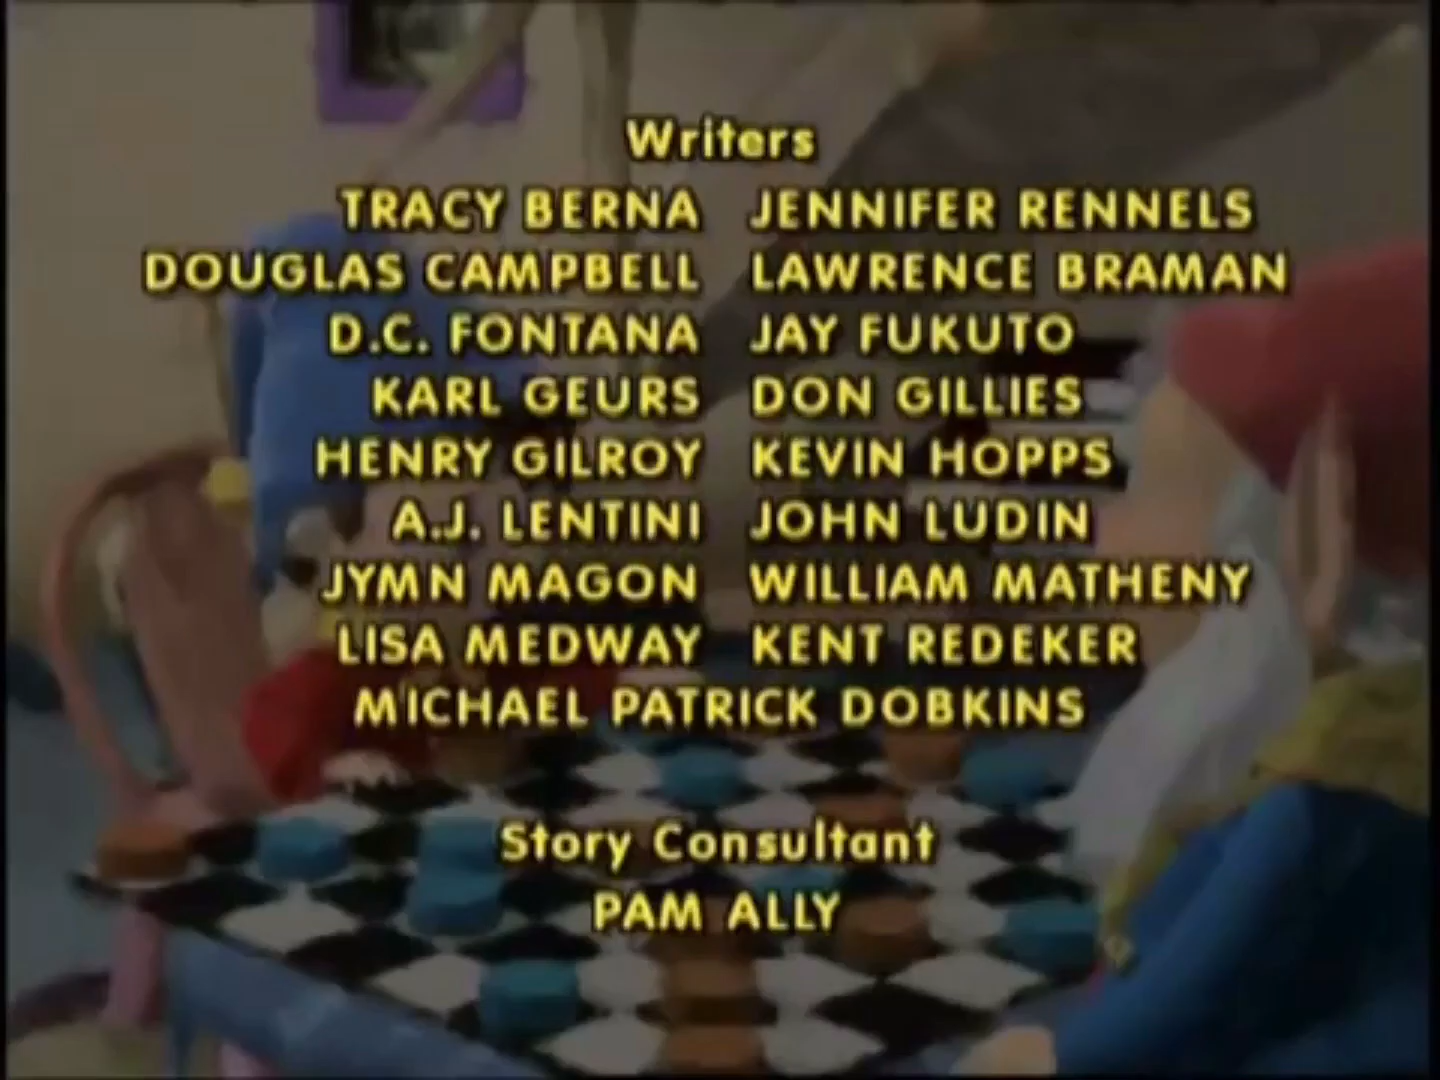 Writers
TRACY BERNA JENNIFER RENNELS
DOUGLAS CAMPBELL LAWRENCE BRAMAN
D.C. FONTANA JAY FUKUTO
KARL GEURS DON GILLIES
HENRY GILROY KEVIN HOPPS
A.J. LENTINI JOHN LUDIN
JYMN MAGON WILLIAM MATHENY
LISA MEDWAY KENT REDEKER
MICHAEL PATRICK DOBKINS
Story Consultant
PAM ALLY